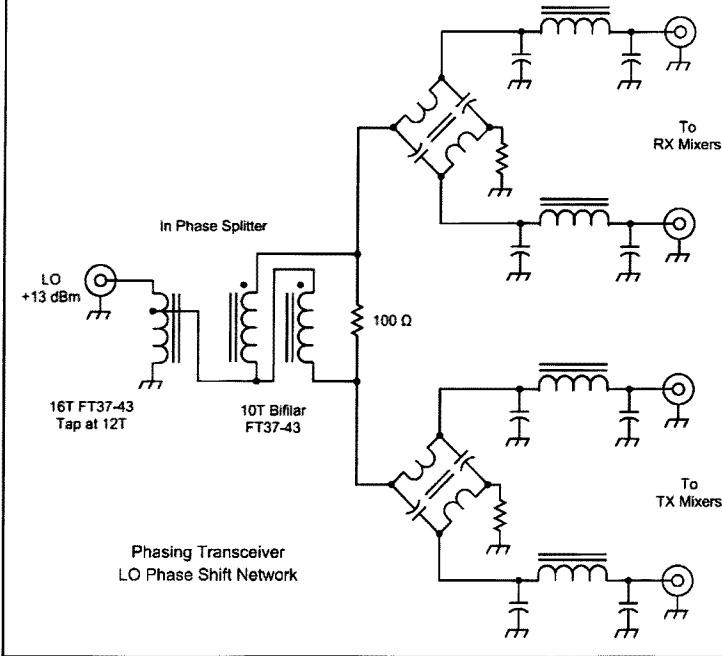 To
RX Mixers
In Phase Splitter
LO
+13 dBm
100 Ω
16T FT37-43
Tap at 12T
10T Bifilar
FT37-43
To
TX Mixers
Phasing Transceiver
LO Phase Shift Network